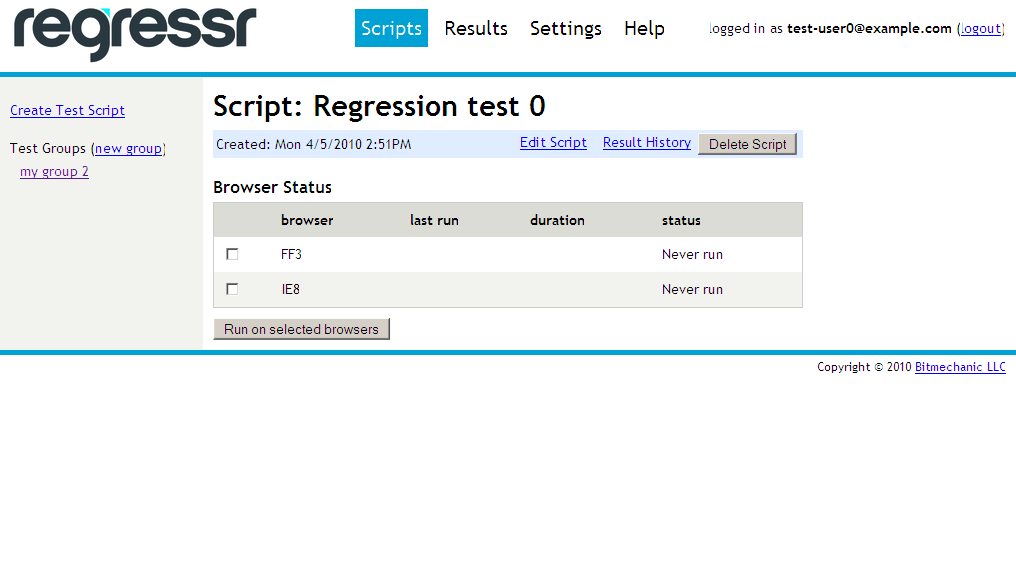 regressr
Scripts Results Settings Help logged in as test-user0@example.com (logout)
Create Test Script
Test Groups (new group)
my group 2
Script: Regression test 0
Created: Mon 4/5/2010 2:51PM Edit Script Result History Delete Script
Browser Status
browser last run duration status
FF3 Never run
IE8 Never run
Run on selected browsers
Copyright © 2010 Bitmechanic LLC